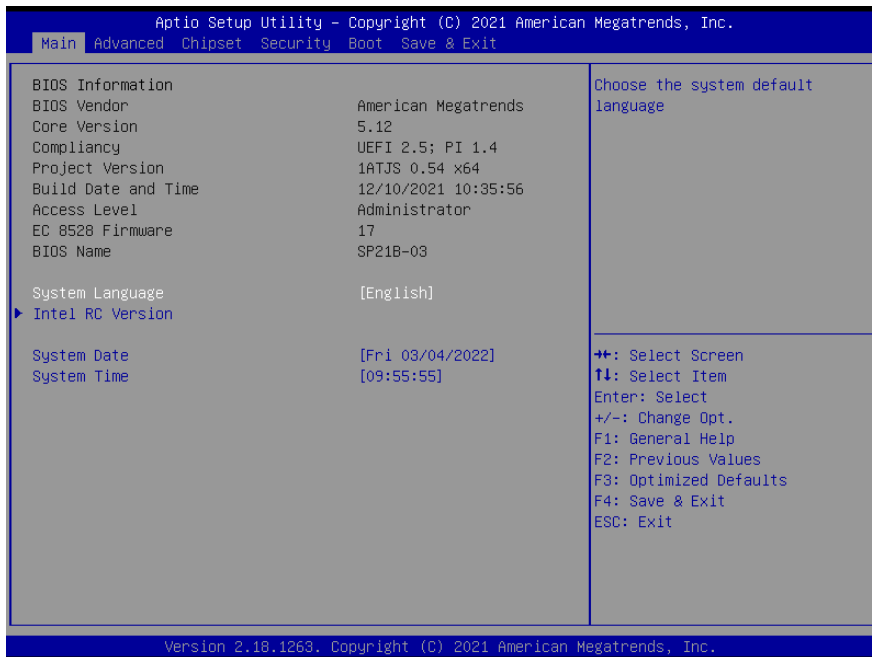 Aptio Setup Utility – Copyright (C) 2021 American Megatrends, Inc.
Main Advanced Chipset Security Boot Save & Exit
BIOS Information
BIOS Vendor American Megatrends
Core Version 5.12
Compliancy UEFI 2.5; PI 1.4
Project Version 1ATJS 0.54 x64
Build Date and Time 12/10/2021 10:35:56
Access Level Administrator
EC 8528 Firmware 17
BIOS Name SP21B-03
System Language [English]
Intel RC Version
System Date [Fri 03/04/2022]
System Time [09:55:55]
Choose the system default
language
→←: Select Screen
↑↓: Select Item
Enter: Select
+/-: Change Opt.
F1: General Help
F2: Previous Values
F3: Optimized Defaults
F4: Save & Exit
ESC: Exit
Version 2.18.1263. Copyright (C) 2021 American Megatrends, Inc.